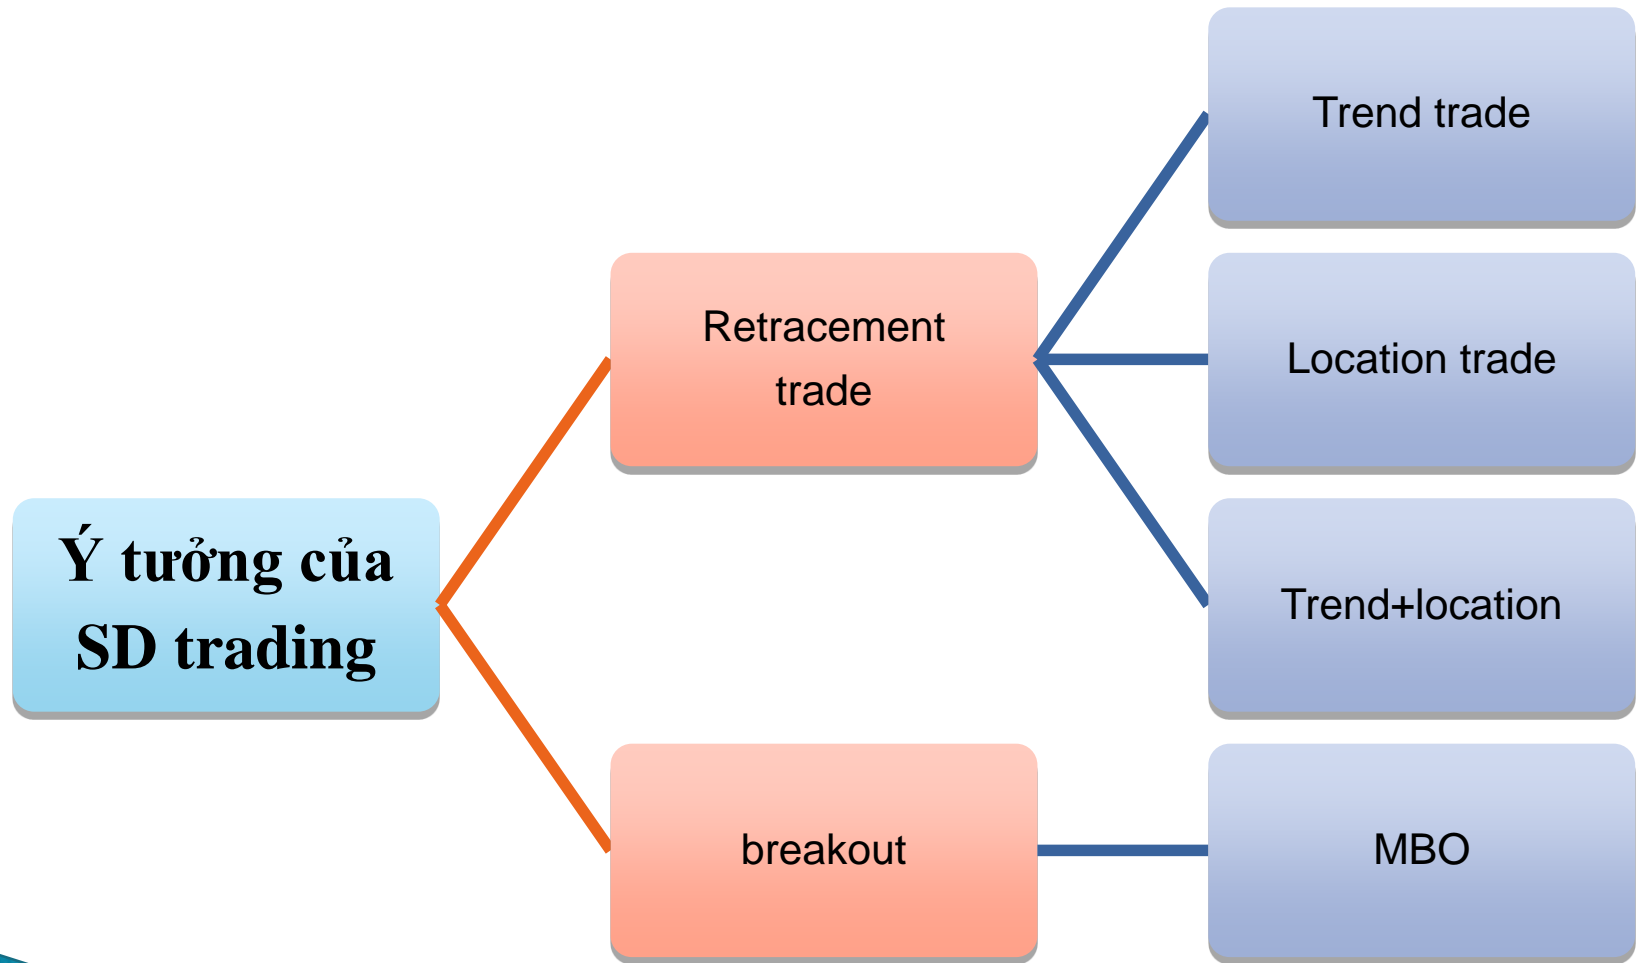 Ý tưởng của
SD trading
Retracement
trade
breakout
Trend trade
Location trade
Trend+location
MBO